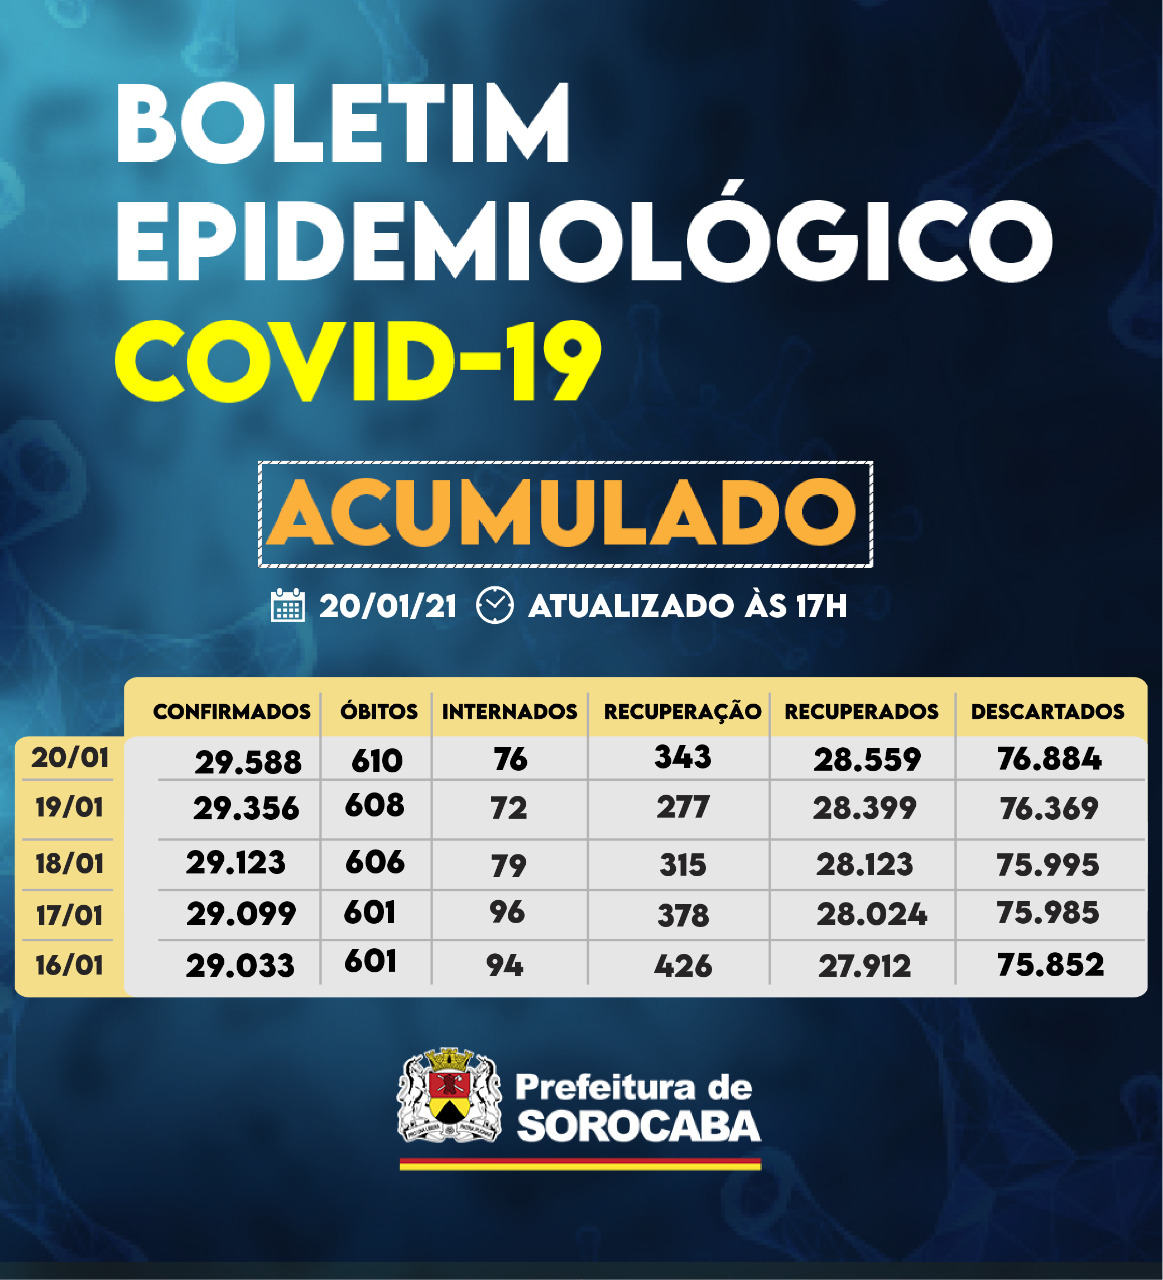 BOLETIM
EPIDEMIOLÓGICO
COVID-19
ACUMULADO
20/01/21 ATUALIZADO ÀS 17H
CONFIRMADOS ÓBITOS INTERNADOS RECUPERAÇÃO RECUPERADOS DESCARTADOS
20/01 29.588 610 76 343 28.559 76.884
19/01 29.356 608 72 277 28.399 76.369
18/01 29.123 606 79 315 28.123 75.995
17/01 29.099 601 96 378 28.024 75.985
16/01 29.033 601 94 426 27.912 75.852
Prefeitura de
SOROCABA